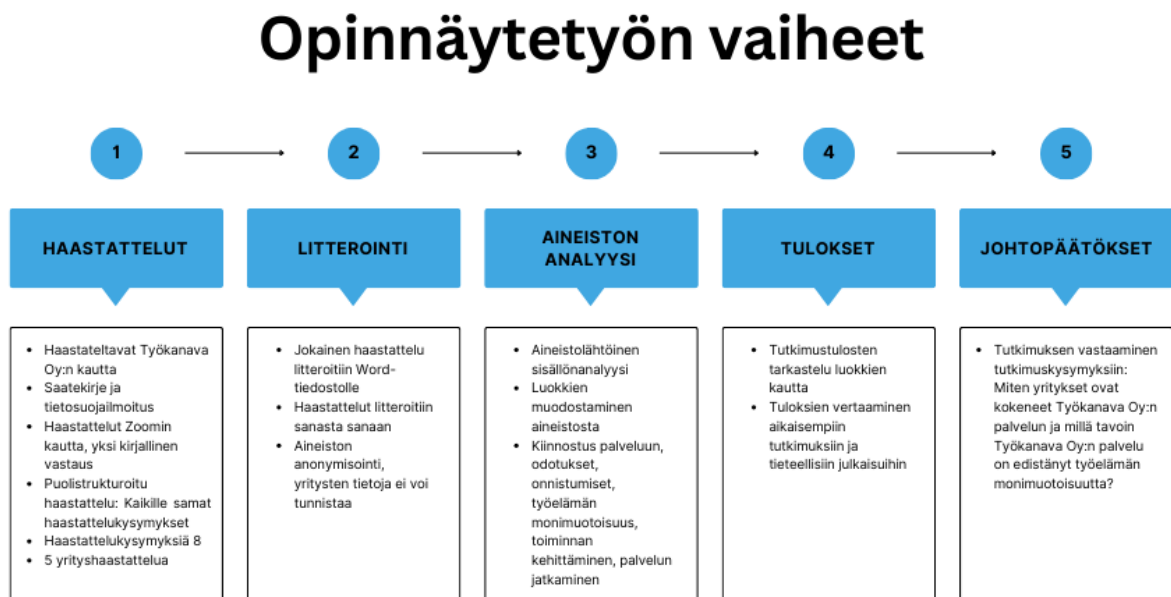 Opinnäytetyön vaiheet
1
2
3
4
5
HAASTATTELUT
LITTEROINTI
AINEISTON
ANALYYSI
TULOKSET
JOHTOPÄÄTÖKSET
• Haastateltavat Työkanava
Oy:n kautta
• Saatekirje ja
tietosuojailmoitus
• Haastattelut Zoomin
kautta, yksi kirjallinen
vastaus
• Puolistrukturoitu
haastattelu: Kaikille samat
haastattelukysymykset
• Haastattelukysymyksiä 8
• 5 yrityshaastattelua
• Jokainen haastattelu
litteroitiin Word-
tiedostolle
• Haastattelut litteroitiin
sanasta sanaan
• Aineiston
anonymisointi,
yritysten tietoja ei voi
tunnistaa
• Aineistolähtöinen
sisällönanalyysi
• Luokkien
muodostaminen
aineistosta
• Kiinnostus palveluun,
odotukset,
onnistumiset,
työelämän
monimuotoisuus,
toiminnan
kehittäminen, palvelun
jatkaminen
• Tutkimustulosten
tarkastelu luokkien
kautta
• Tuloksien vertaaminen
aikaisempiin
tutkimuksiin ja
tieteellisiin julkaisuihin
• Tutkimuksen vastaaminen
tutkimuskysymyksiin:
Miten yritykset ovat
kokeneet Työkanava Oy:n
palvelun ja millä tavoin
Työkanava Oy:n palvelu
on edistänyt työelämän
monimuotoisuutta?